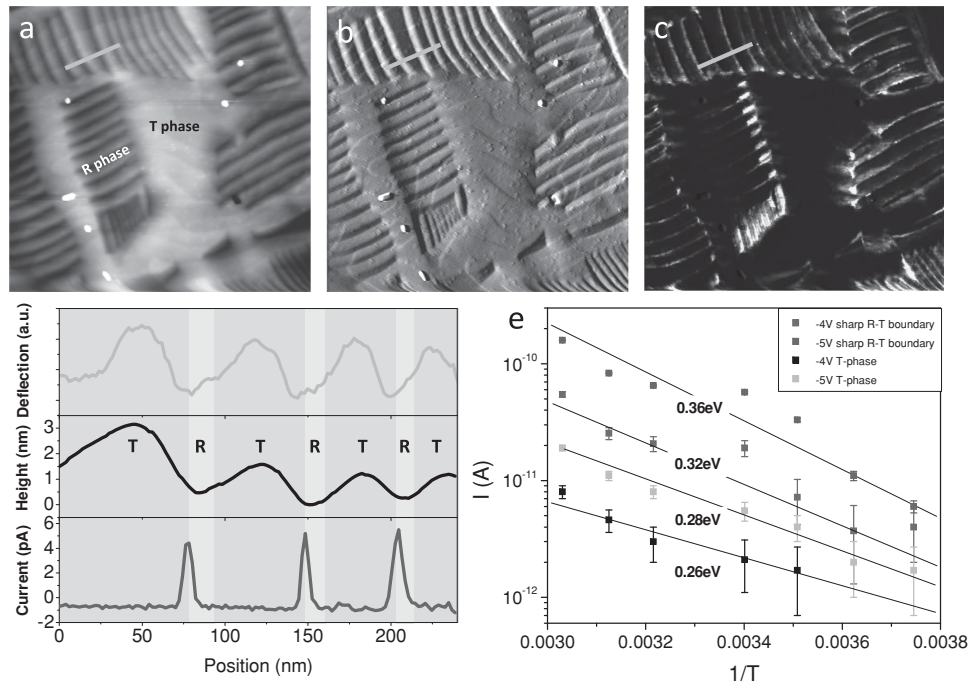 a
b
c
T phase
R phase
Deflection (a.u.)
Height (nm)
3
2
1
0
T R T R T R T
Current (pA)
6
4
2
0
-2
0 50 100 150 200
Position (nm)
e
-4V sharp R-T boundary
-5V sharp R-T boundary
-4V T-phase
-5V T-phase
10⁻¹⁰
10⁻¹¹
10⁻¹²
I (A)
0.36eV
0.32eV
0.28eV
0.26eV
0.0030 0.0032 0.0034 0.0036 0.0038
1/T